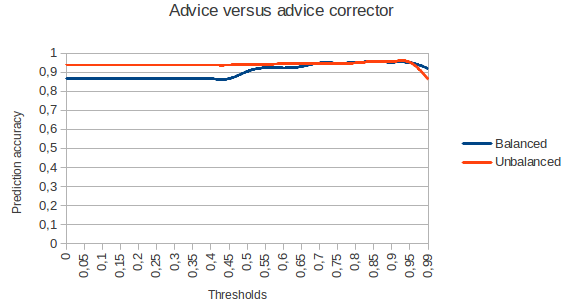 Advice versus advice corrector
1
0,9
0,8
0,7
0,6
0,5
0,4
0,3
0,2
0,1
0
Prediction accuracy
0 0,05 0,1 0,15 0,2 0,25 0,3 0,35 0,4 0,45 0,5 0,55 0,6 0,65 0,7 0,75 0,8 0,85 0,9 0,95 0,99
Thresholds
Balanced
Unbalanced